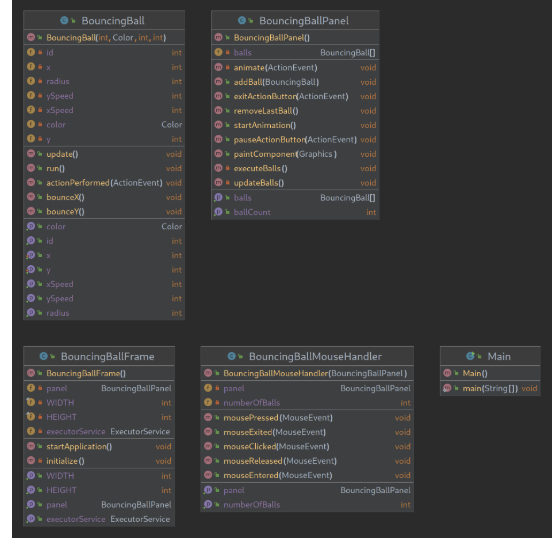 BouncingBall
BouncingBall(int, Color, int, int)
id int
x int
radius int
ySpeed int
xSpeed int
color Color
y int
update() void
run() void
actionPerformed(ActionEvent) void
bounceX() void
bounceY() void
color Color
id int
x int
y int
xSpeed int
ySpeed int
radius int
BouncingBallPanel
BouncingBallPanel()
balls BouncingBall[]
animate(ActionEvent) void
addBall(BouncingBall) void
exitActionButton(ActionEvent) void
removeLastBall() void
startAnimation() void
pauseActionButton(ActionEvent) void
paintComponent(Graphics) void
executeBalls() void
updateBalls() void
balls BouncingBall[]
ballCount int
BouncingBallFrame
BouncingBallFrame()
panel BouncingBallPanel
WIDTH int
HEIGHT int
executorService ExecutorService
startApplication() void
initialize() void
WIDTH int
HEIGHT int
panel BouncingBallPanel
executorService ExecutorService
BouncingBallMouseHandler
BouncingBallMouseHandler(BouncingBallPanel)
panel BouncingBallPanel
numberOfBalls int
mousePressed(MouseEvent) void
mouseExited(MouseEvent) void
mouseClicked(MouseEvent) void
mouseReleased(MouseEvent) void
mouseEntered(MouseEvent) void
panel BouncingBallPanel
numberOfBalls int
Main
Main()
main(String[]) void